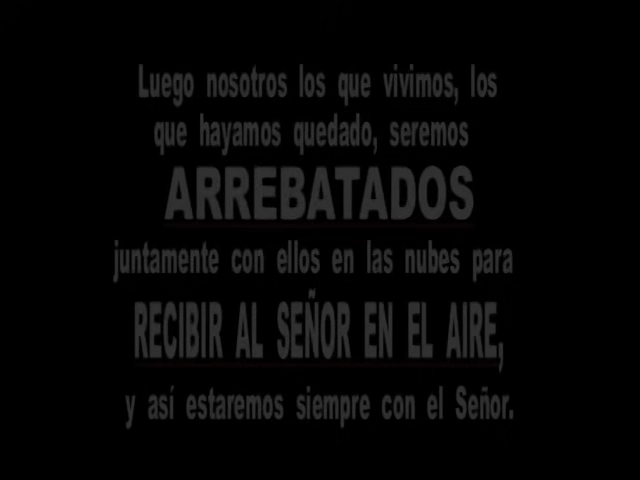 Luego nosotros los que vivimos, los
que hayamos quedado, seremos
ARREBATADOS
juntamente con ellos en las nubes para
RECIBIR AL SEÑOR EN EL AIRE,
y así estaremos siempre con el Señor.